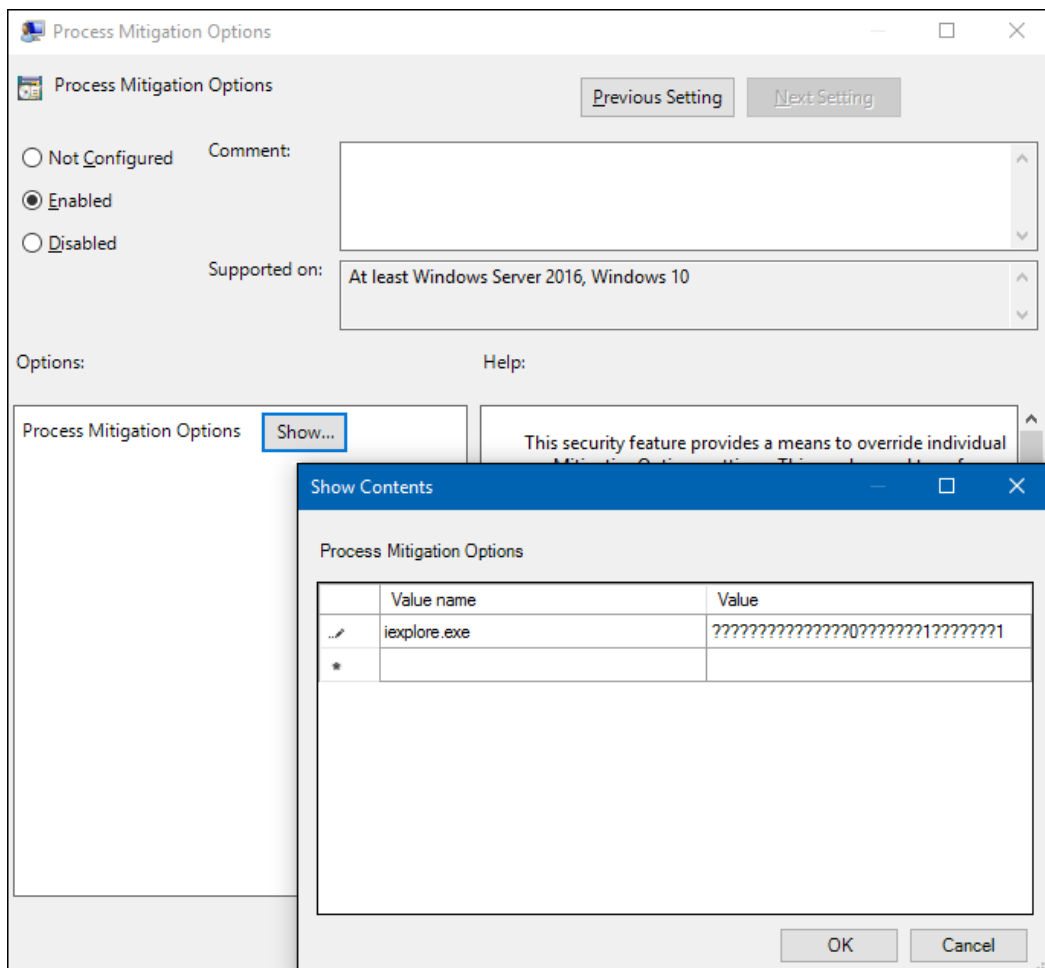 Process Mitigation Options
Process Mitigation Options
Previous Setting
Next Setting
Not Configured
Comment:
Enabled
Disabled
Supported on:
At least Windows Server 2016, Windows 10
Options:
Help:
Process Mitigation Options
Show...
This security feature provides a means to override individual
Show Contents
Process Mitigation Options
Value name
Value
iexplore.exe
???????????????0???????1???????1
OK
Cancel